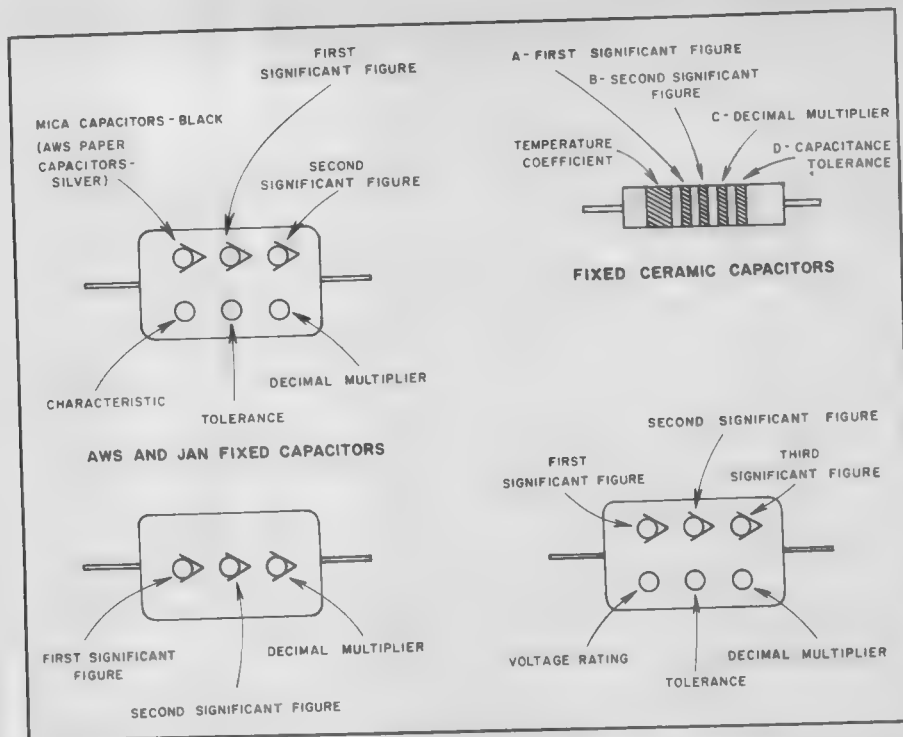 FIRST
SIGNIFICANT FIGURE
MICA CAPACITORS-BLACK
(AWS PAPER
CAPACITORS-
SILVER)
SECOND
SIGNIFICANT FIGURE
CHARACTERISTIC
TOLERANCE
DECIMAL MULTIPLIER
AWS AND JAN FIXED CAPACITORS
A-FIRST SIGNIFICANT FIGURE
B-SECOND SIGNIFICANT
FIGURE
C-DECIMAL MULTIPLIER
TEMPERATURE
COEFFICIENT
D-CAPACITANCE
TOLERANCE
FIXED CERAMIC CAPACITORS
FIRST SIGNIFICANT
FIGURE
SECOND SIGNIFICANT FIGURE
DECIMAL MULTIPLIER
SECOND SIGNIFICANT FIGURE
FIRST
SIGNIFICANT FIGURE
THIRD
SIGNIFICANT FIGURE
VOLTAGE RATING
TOLERANCE
DECIMAL MULTIPLIER